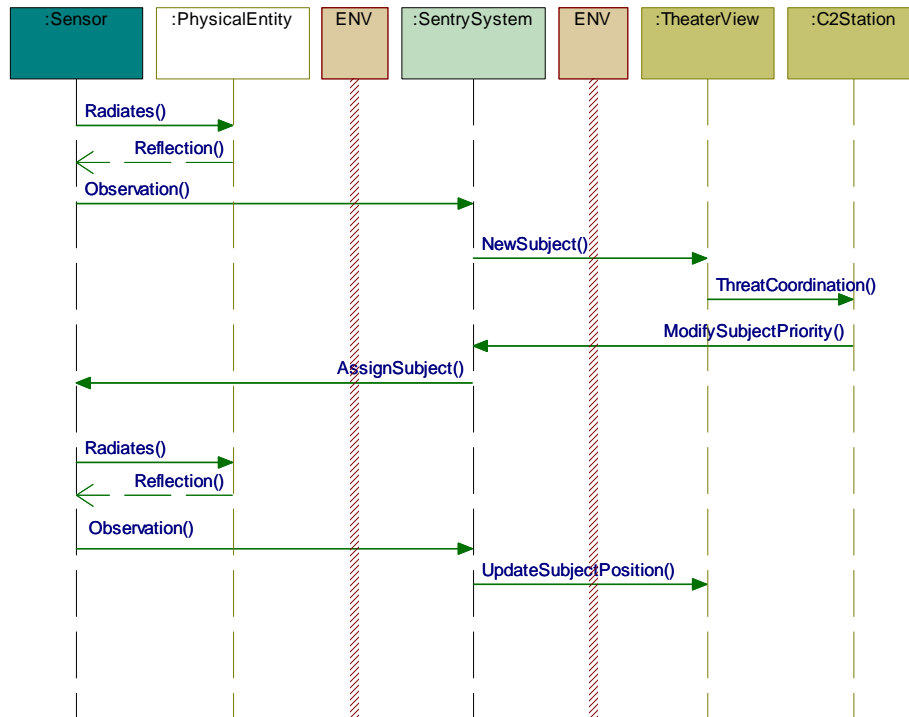 :Sensor
:PhysicalEntity
ENV
:SentrySystem
ENV
:TheaterView
:C2Station
Radiates()
Reflection()
Observation()
NewSubject()
ThreatCoordination()
ModifySubjectPriority()
AssignSubject()
Radiates()
Reflection()
Observation()
UpdateSubjectPosition()